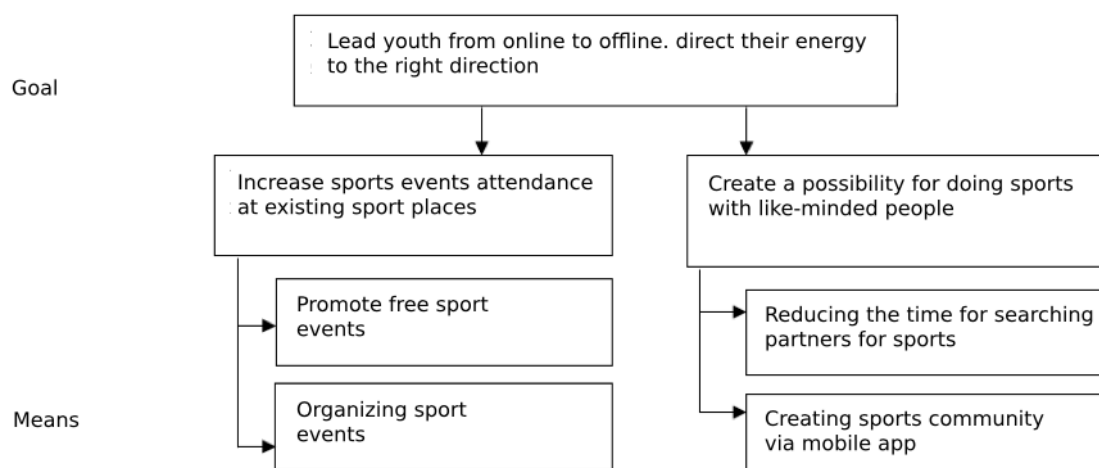 Lead youth from online to offline. direct their energy
to the right direction
Goal
Increase sports events attendance
at existing sport places
Create a possibility for doing sports
with like-minded people
Promote free sport
events
Reducing the time for searching
partners for sports
Means
Organizing sport
events
Creating sports community
via mobile app